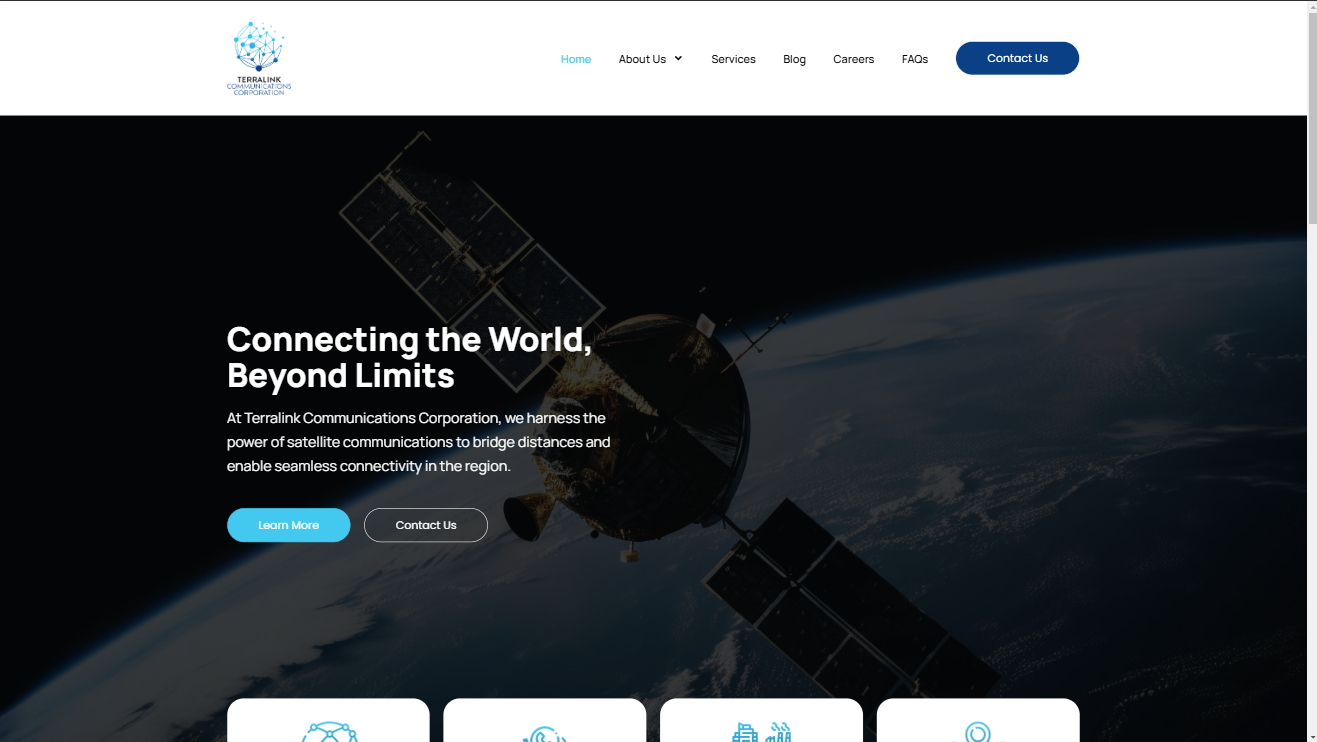 TERRALINK
COMMUNICATIONS
CORPORATION
Home About Us Services Blog Careers FAQs Contact Us
Connecting the World,
Beyond Limits
At Terralink Communications Corporation, we harness the
power of satellite communications to bridge distances and
enable seamless connectivity in the region.
Learn More Contact Us